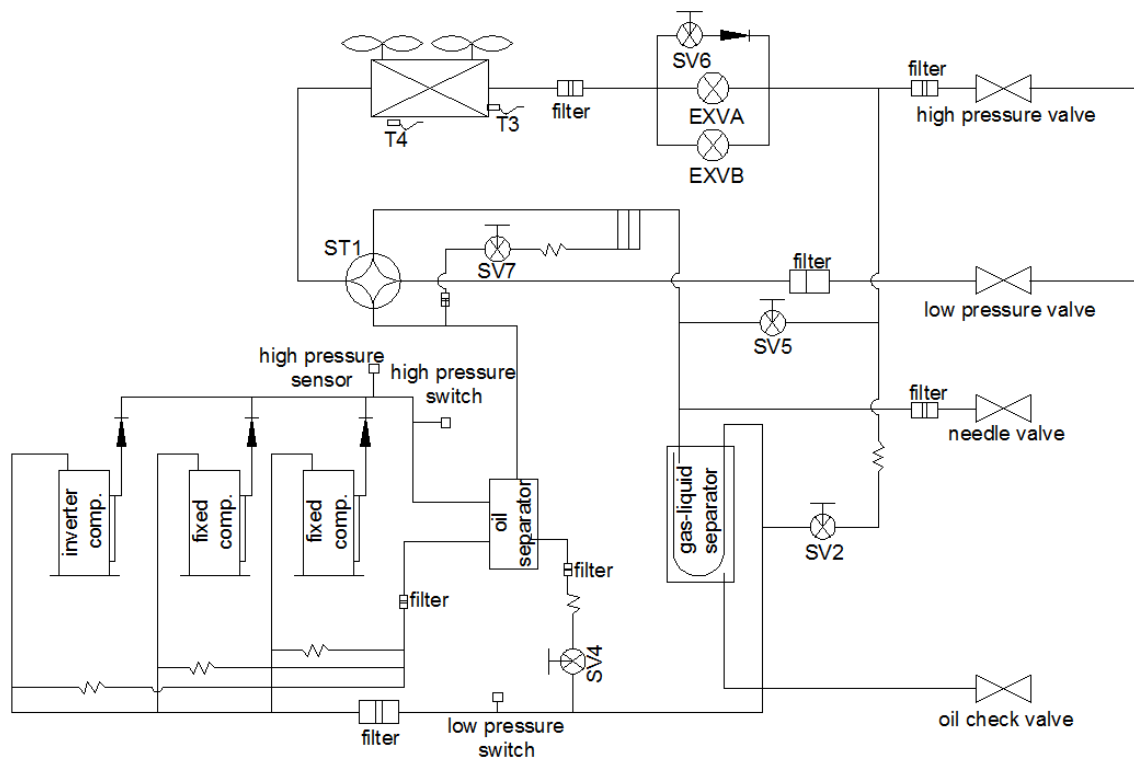 SV6
filter
filter
EXVA
high pressure valve
T3
T4
EXVB
ST1
SV7
filter
low pressure valve
SV5
high pressure
sensor
high pressure
switch
filter
needle valve
inverter
comp.
fixed
comp.
fixed
comp.
oil
separator
gas-liquid
separator
SV2
filter
filter
SV4
oil check valve
filter
low pressure
switch